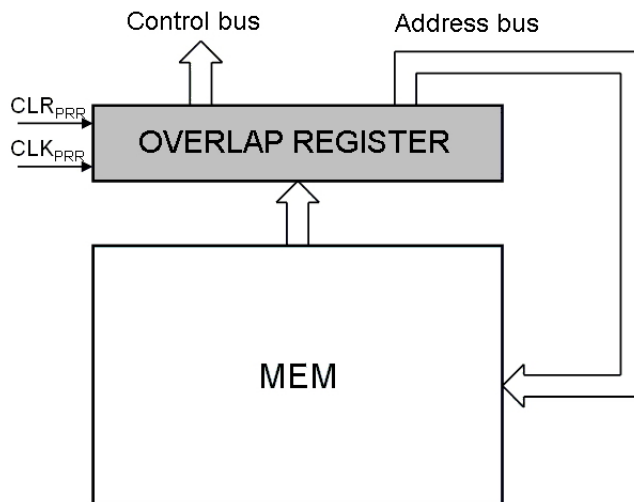 Control bus
Address bus
CLR_PRR
CLK_PRR
OVERLAP REGISTER
MEM